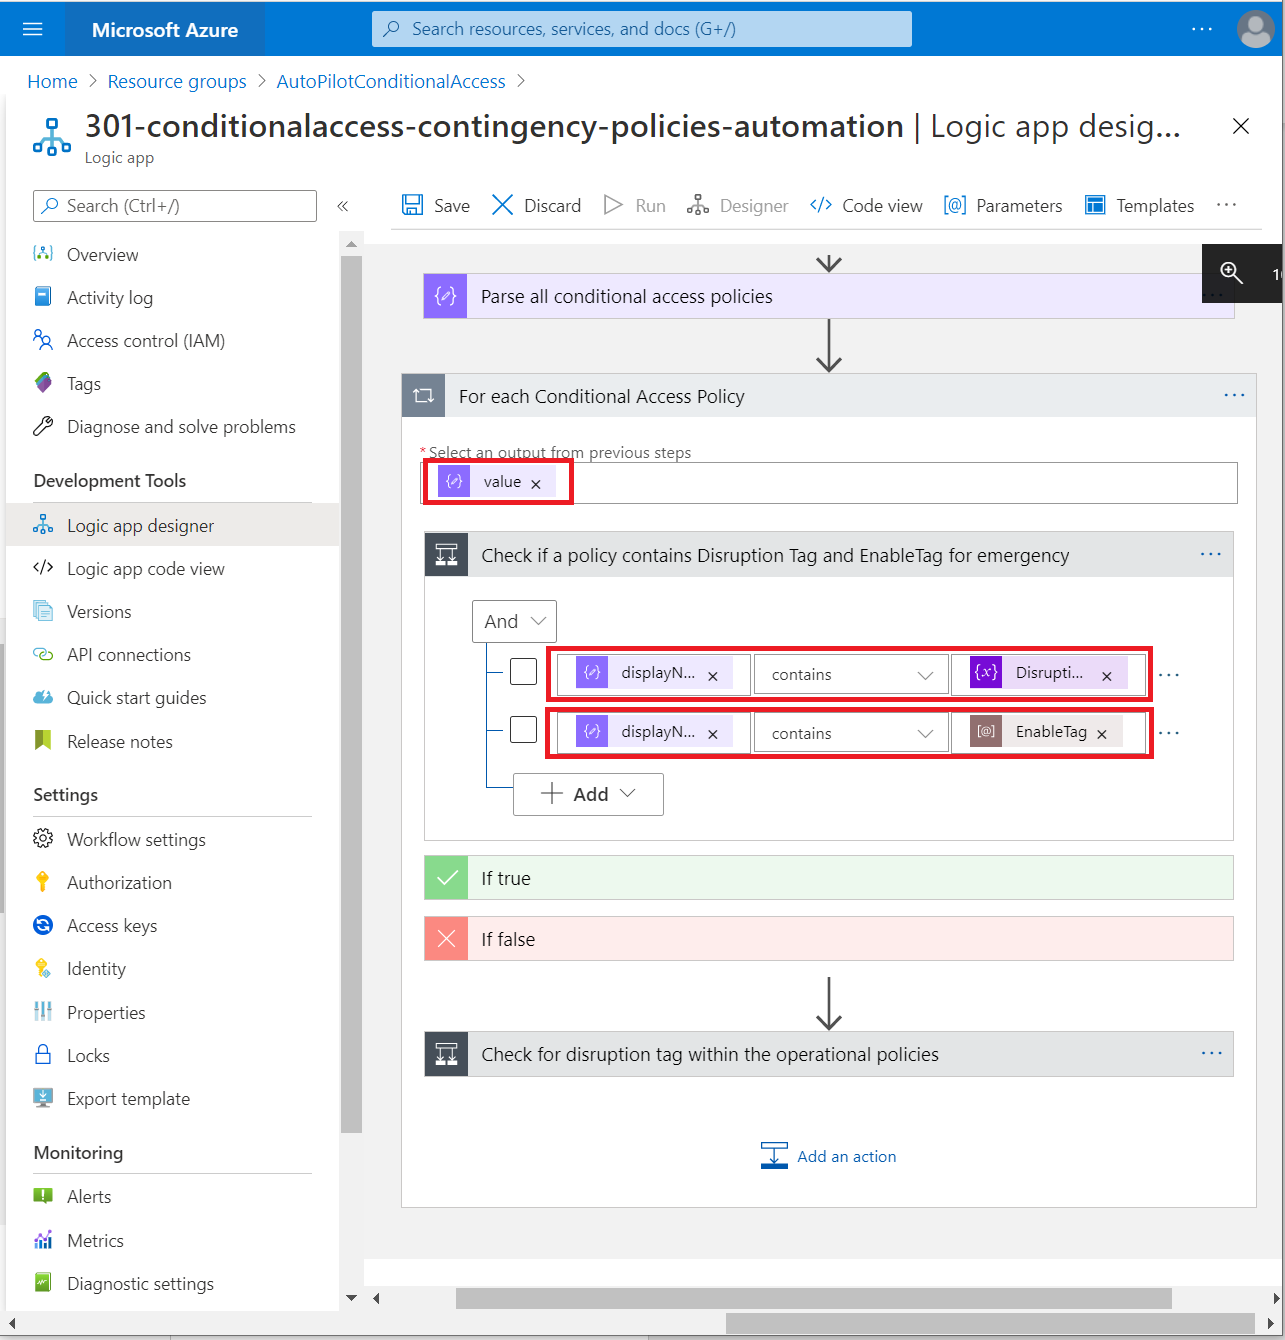 Microsoft Azure
Search resources, services, and docs (G+/)
Home > Resource groups > AutoPilotConditionalAccess >
301-conditionalaccess-contingency-policies-automation | Logic app desig...
Logic app
Search (Ctrl+/)
«
Save
Discard
Run
Designer
Code view
Parameters
Templates
Overview
Activity log
Access control (IAM)
Tags
Diagnose and solve problems
Development Tools
Logic app designer
Logic app code view
Versions
API connections
Quick start guides
Release notes
Settings
Workflow settings
Authorization
Access keys
Identity
Properties
Locks
Export template
Monitoring
Alerts
Metrics
Diagnostic settings
Parse all conditional access policies
For each Conditional Access Policy
* Select an output from previous steps
value
Check if a policy contains Disruption Tag and EnableTag for emergency
And
displayN... contains Disrupti...
displayN... contains EnableTag
Add
If true
If false
Check for disruption tag within the operational policies
Add an action